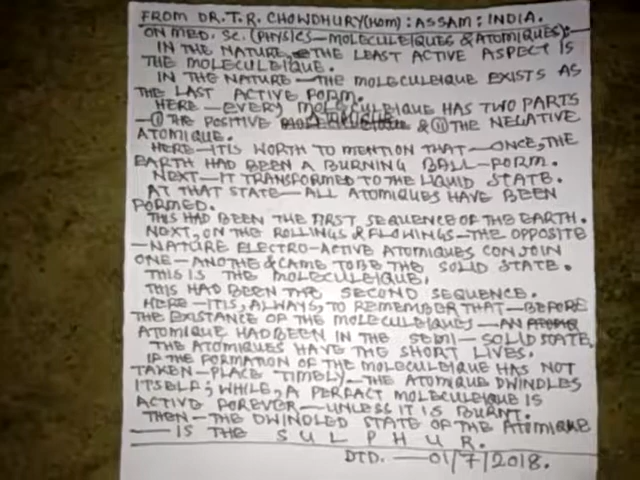 FROM DR. T. R. CHOWDHURY (HOM) : ASSAM : INDIA.
ON MED. SC. (PHYSICS — MOLECULEIQUES & ATOMIQUES):—
IN THE NATURE, — THE LEAST ACTIVE ASPECT IS
THE MOLECULEIQUE.
IN THE NATURE — THE MOLECULEIQUE EXISTS AS
THE LAST ACTIVE FORM.
HERE — EVERY MOLECULEIQUE HAS TWO PARTS
— (I) THE POSITIVE ATOMIQUE & (II) THE NEGATIVE
ATOMIQUE.
HERE — IT IS WORTH TO MENTION THAT — ONCE, THE
EARTH HAD BEEN A BURNING BALL-FORM.
NEXT — IT TRANSFORMED TO THE LIQUID STATE.
AT THAT STATE — ALL ATOMIQUES HAVE BEEN
FORMED.
THIS HAD BEEN THE FIRST SEQUENCE OF THE EARTH.
NEXT, ON THE ROLLINGS & FLOWINGS — THE OPPOSITE
— NATURE ELECTRO-ACTIVE ATOMIQUES CONJOIN
ONE — ANOTHE & CAME TO BE THE SOLID STATE.
THIS IS THE MOLECULEIQUE.
THIS HAD BEEN THE SECOND SEQUENCE.
HERE — IT IS, ALWAYS, TO REMEMBER THAT — BEFORE
THE EXISTANCE OF THE MOLECULEIQUES — AN
ATOMIQUE HAD BEEN IN THE SEMI — SOLID STATE.
THE ATOMIQUES HAVE THE SHORT LIVES.
IF THE FORMATION OF THE MOLECULEIQUE HAS NOT
TAKEN — PLACE TIMELY — THE ATOMIQUE DWINDLES
ITSELF; WHILE, A PERFACT MOLECULEIQUE IS
ACTIVE FOREVER — UNLESS IT IS BURNT.
THEN — THE DWINDLED STATE OF THE ATOMIQUE
— IS THE SULPHUR.
DTD. — 01/7/2018.